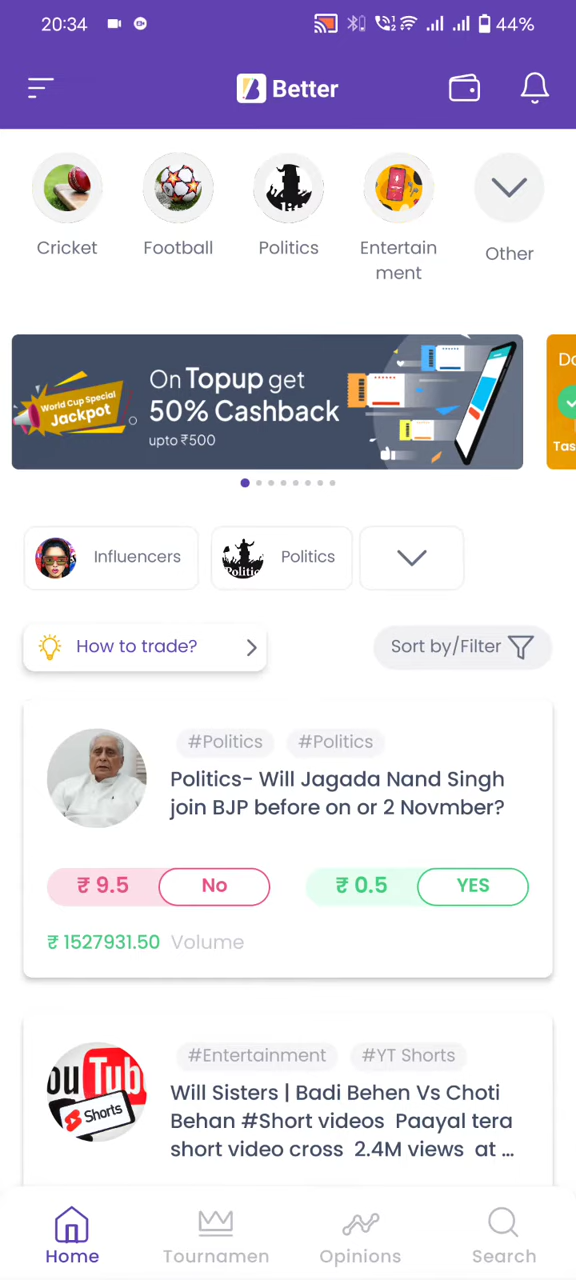 20:34
44%
Better
Cricket
Football
Politics
Entertain
ment
Other
World Cup Special
Jackpot
On Topup get
50% Cashback
upto ₹500
Tas
Influencers
Politics
How to trade?
Sort by/Filter
#Politics #Politics
Politics- Will Jagada Nand Singh
join BJP before on or 2 Novmber?
₹ 9.5 No ₹ 0.5 YES
₹ 1527931.50 Volume
#Entertainment #YT Shorts
Will Sisters | Badi Behen Vs Choti
Behan #Short videos Paayal tera
short video cross 2.4M views at ...
ou Tub
Shorts
Home
Tournamen
Opinions
Search